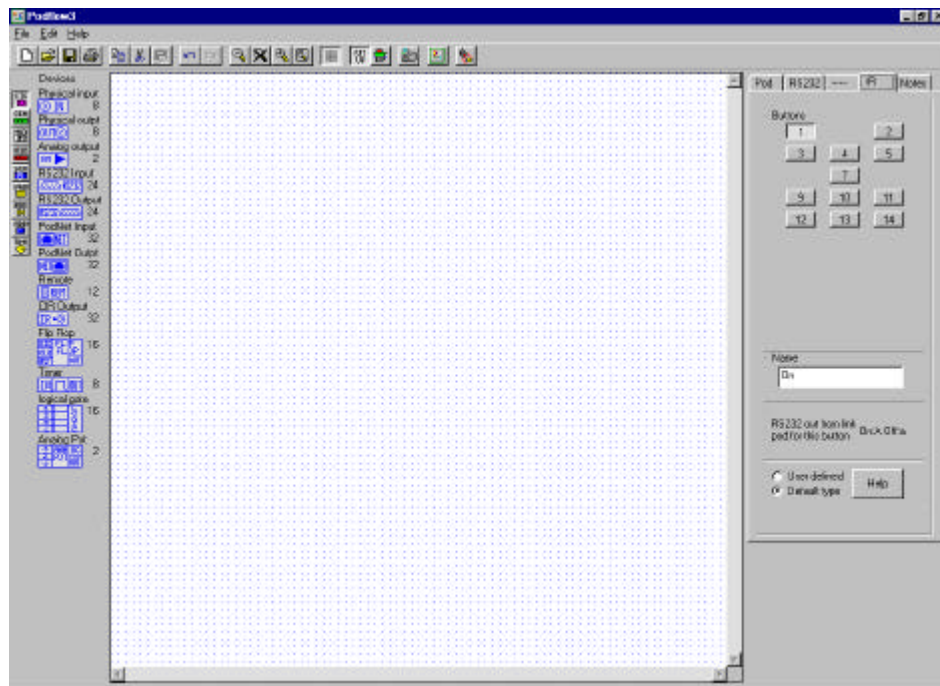 Podflow3
File Edit Help
Devices
Physical input
8
Physical outpt
8
Analog output
2
RS232 Input
24
RS232 Output
24
PodNet Input
32
PodNet Outpt
32
Remote
12
OIR Output
32
Flip Flop
16
Timer
8
logical gate
16
Analog Pot
2
Pod RS232 ---- IR Notes
Buttons
1 2
3 4 5
7
9 10 11
12 13 14
Name
On
RS232 out from link
pod for this button
User defined
Default type
Help